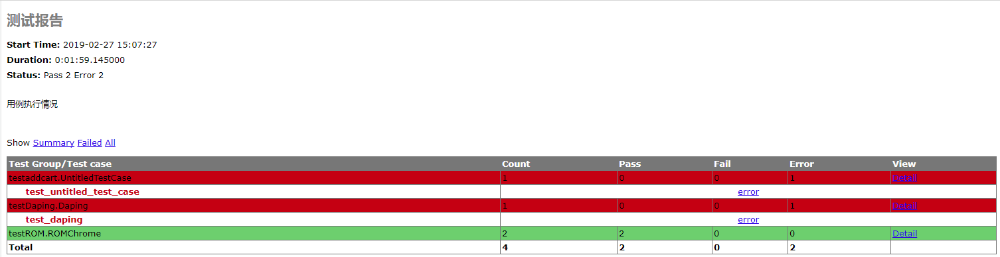 测试报告
Start Time: 2019-02-27 15:07:27
Duration: 0:01:59.145000
Status: Pass 2 Error 2
用例执行情况
Show Summary Failed All
Test Group/Test case Count Pass Fail Error View
testaddcart.UntitledTestCase 1 0 0 1 Detail
test_untitled_test_case error
testDaping.Daping 1 0 0 1 Detail
test_daping error
testROM.ROMChrome 2 2 0 0 Detail
Total 4 2 0 2